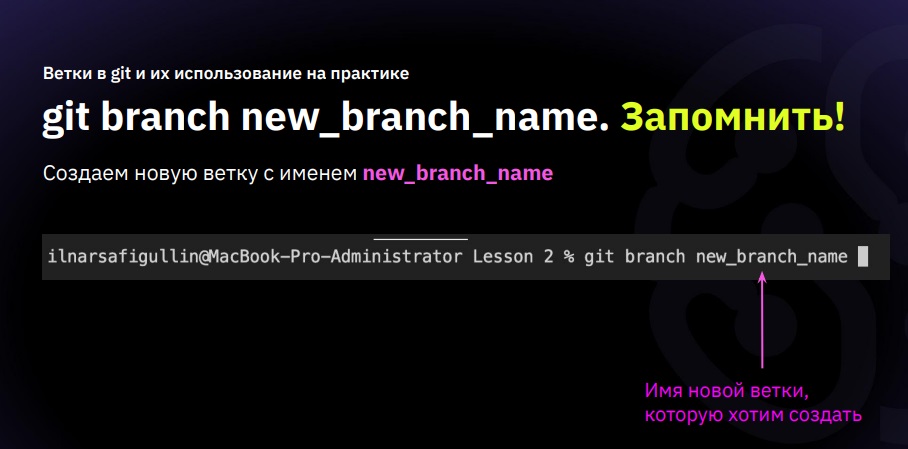 Ветки в git и их использование на практике
git branch new_branch_name. Запомнить!
Создаем новую ветку с именем new_branch_name
ilnarsafigullin@MacBook-Pro-Administrator Lesson 2 % git branch new_branch_name
Имя новой ветки,
которую хотим создать